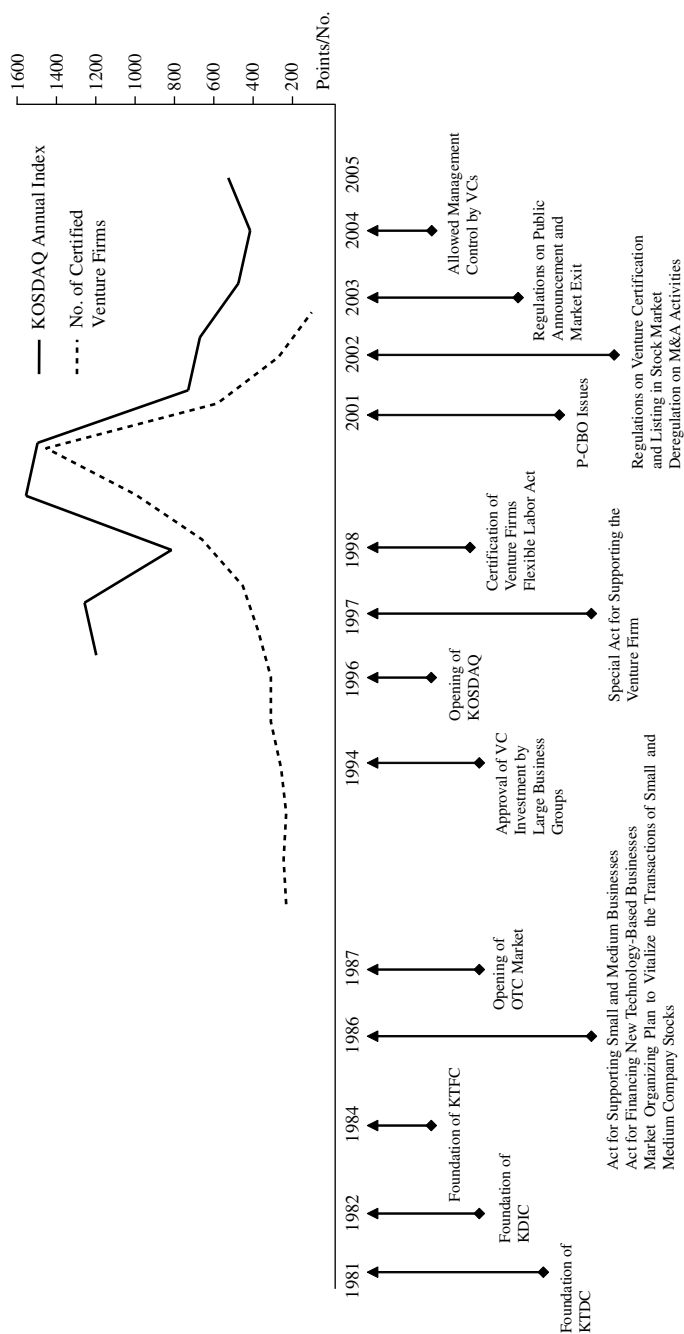 1600
1400
1200
1000
800
600
400
200
Points/No.
KOSDAQ Annual Index
No. of Certified
Venture Firms
1981
1982
1984
1986
1987
1994
1996
1997
1998
2001
2002
2003
2004
2005
Foundation of
KTDC
Foundation of
KDIC
Foundation of KTFC
Act for Supporting Small and Medium Businesses
Act for Financing New Technology-Based Businesses
Market Organizing Plan to Vitalize the Transactions of Small and
Medium Company Stocks
Opening of
OTC Market
Approval of VC
Investment by
Large Business
Groups
Opening of
KOSDAQ
Special Act for Supporting the
Venture Firm
Certification of
Venture Firms
Flexible Labor Act
P-CBO Issues
Regulations on Venture Certification
and Listing in Stock Market
Deregulation on M&A Activities
Regulations on Public
Announcement and
Market Exit
Allowed Management
Control by VCs